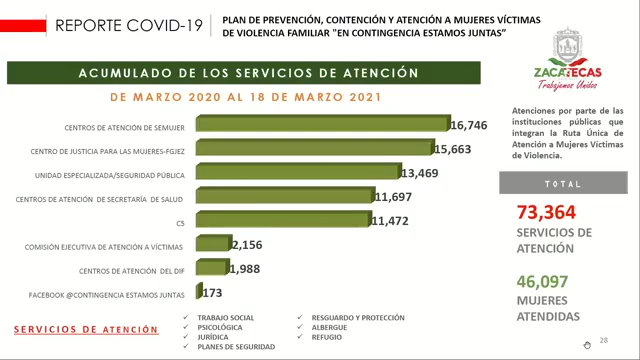 REPORTE COVID-19
PLAN DE PREVENCIÓN, CONTENCIÓN Y ATENCIÓN A MUJERES VÍCTIMAS
DE VIOLENCIA FAMILIAR "EN CONTINGENCIA ESTAMOS JUNTAS"
ZACATECAS
Trabajemos Unidos
ACUMULADO DE LOS SERVICIOS DE ATENCIÓN
DE MARZO 2020 AL 18 DE MARZO 2021
CENTROS DE ATENCIÓN DE SEMUJER 16,746
CENTRO DE JUSTICIA PARA LAS MUJERES-FGJEZ 15,663
UNIDAD ESPECIALIZADA/SEGURIDAD PÚBLICA 13,469
CENTROS DE ATENCIÓN DE SECRETARÍA DE SALUD 11,697
C5 11,472
COMISIÓN EJECUTIVA DE ATENCIÓN A VÍCTIMAS 2,156
CENTROS DE ATENCIÓN DEL DIF 1,988
FACEBOOK @CONTINGENCIA ESTAMOS JUNTAS 173
Atenciones por parte de las
instituciones públicas que
integran la Ruta Única de
Atención a Mujeres Víctimas
de Violencia.
TOTAL
73,364
SERVICIOS DE
ATENCIÓN
46,097
MUJERES
ATENDIDAS
SERVICIOS DE ATENCIÓN
✓ TRABAJO SOCIAL
✓ PSICOLÓGICA
✓ JURÍDICA
✓ PLANES DE SEGURIDAD
✓ RESGUARDO Y PROTECCIÓN
✓ ALBERGUE
✓ REFUGIO
28